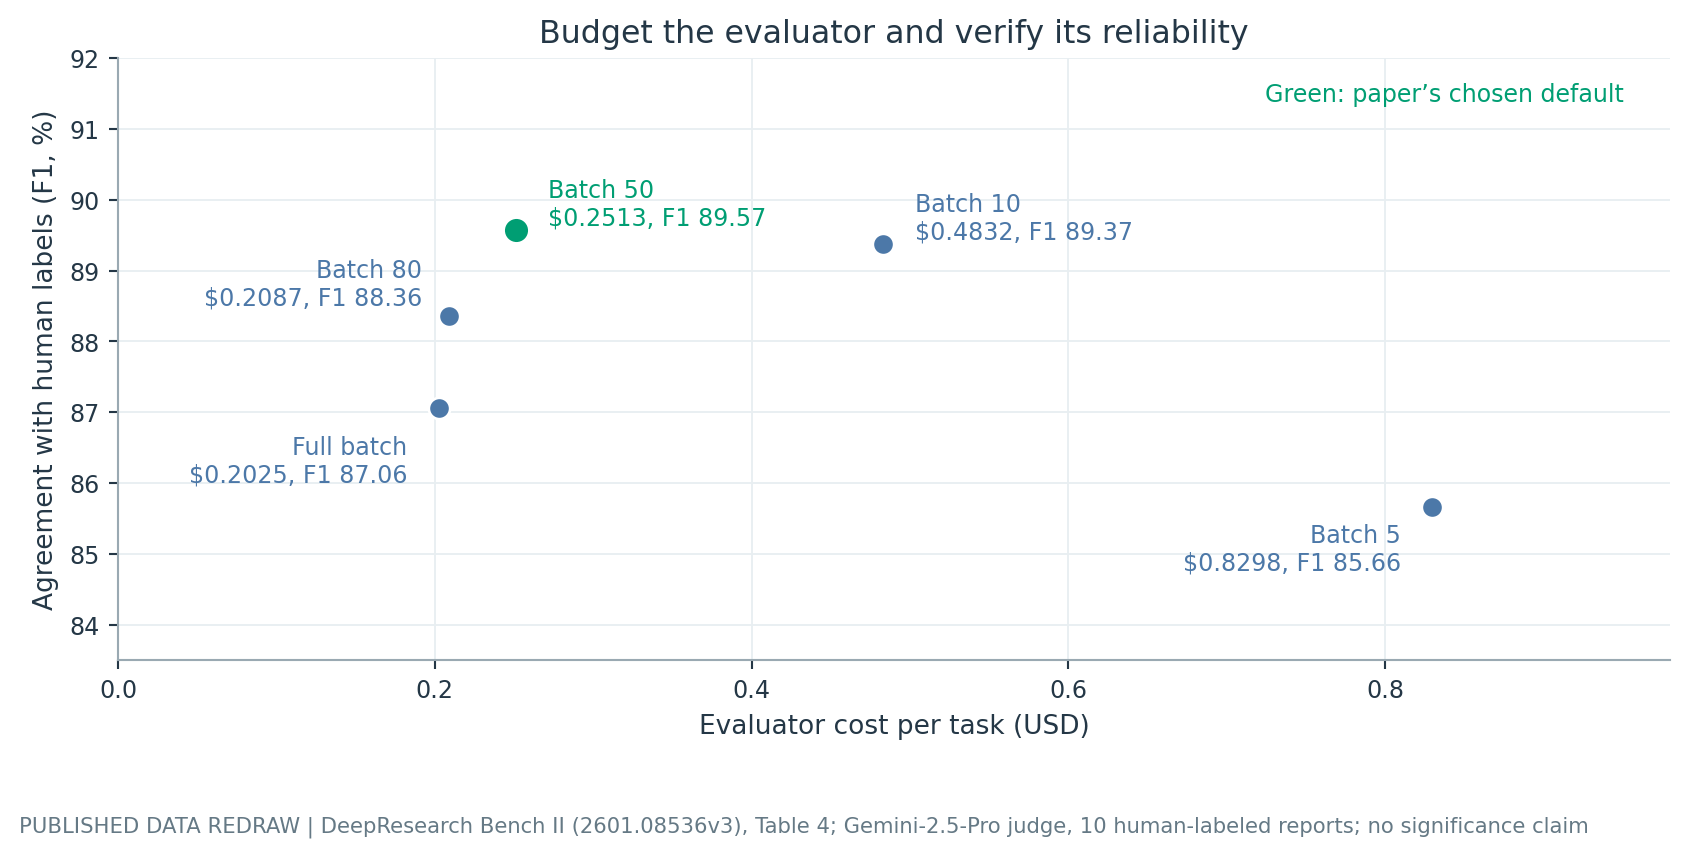 Budget the evaluator and verify its reliability
Green: paper’s chosen default
Agreement with human labels (F1, %)
92
91
90
89
88
87
86
85
84
Batch 50
$0.2513, F1 89.57
Batch 10
$0.4832, F1 89.37
Batch 80
$0.2087, F1 88.36
Full batch
$0.2025, F1 87.06
Batch 5
$0.8298, F1 85.66
0.0
0.2
0.4
0.6
0.8
Evaluator cost per task (USD)
PUBLISHED DATA REDRAW | DeepResearch Bench II (2601.08536v3), Table 4; Gemini-2.5-Pro judge, 10 human-labeled reports; no significance claim